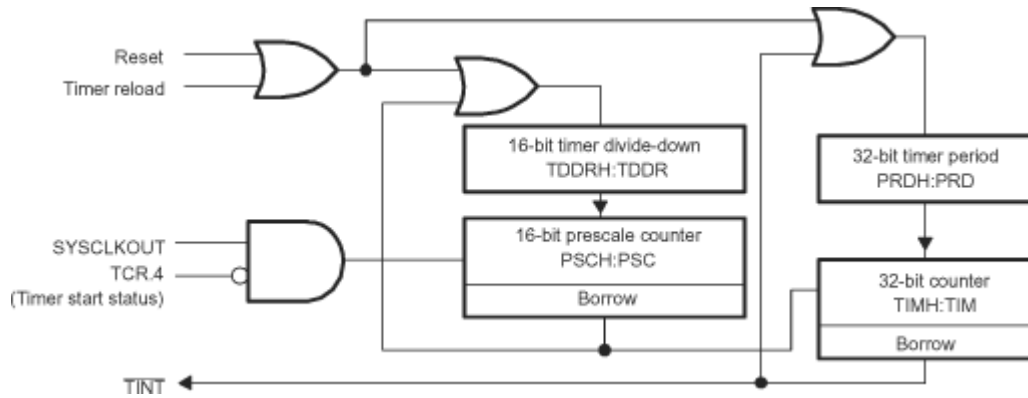 Reset
Timer reload
16-bit timer divide-down
TDDRH:TDDR
32-bit timer period
PRDH:PRD
SYSCLKOUT
TCR.4
(Timer start status)
16-bit prescale counter
PSCH:PSC
Borrow
32-bit counter
TIMH:TIM
Borrow
TINT